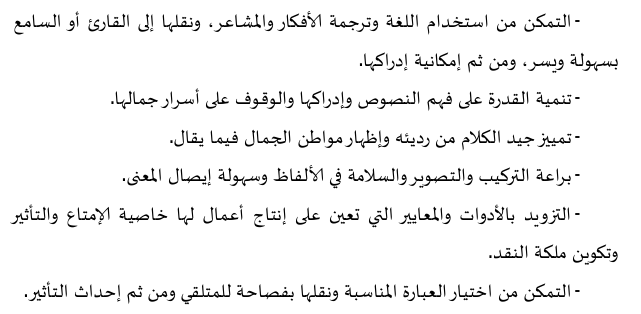 - التمكن من استخدام اللغة وترجمة الأفكار والمشاعر، ونقلها إلى القارئ أو السامع
بسهولة ويسر، ومن ثم إمكانية إدراكها.
- تنمية القدرة على فهم النصوص وإدراكها والوقوف على أسرار جمالها.
- تمييز جيد الكلام من رديئه وإظهار مواطن الجمال فيما يقال.
- براعة التركيب والتصوير والسلامة في الألفاظ وسهولة إيصال المعنى.
- التزويد بالأدوات والمعايير التي تعين على إنتاج أعمال لها خاصية الإمتاع والتأثير
وتكوين ملكة النقد.
- التمكن من اختيار العبارة المناسبة ونقلها بفصاحة للمتلقي ومن ثم إحداث التأثير.